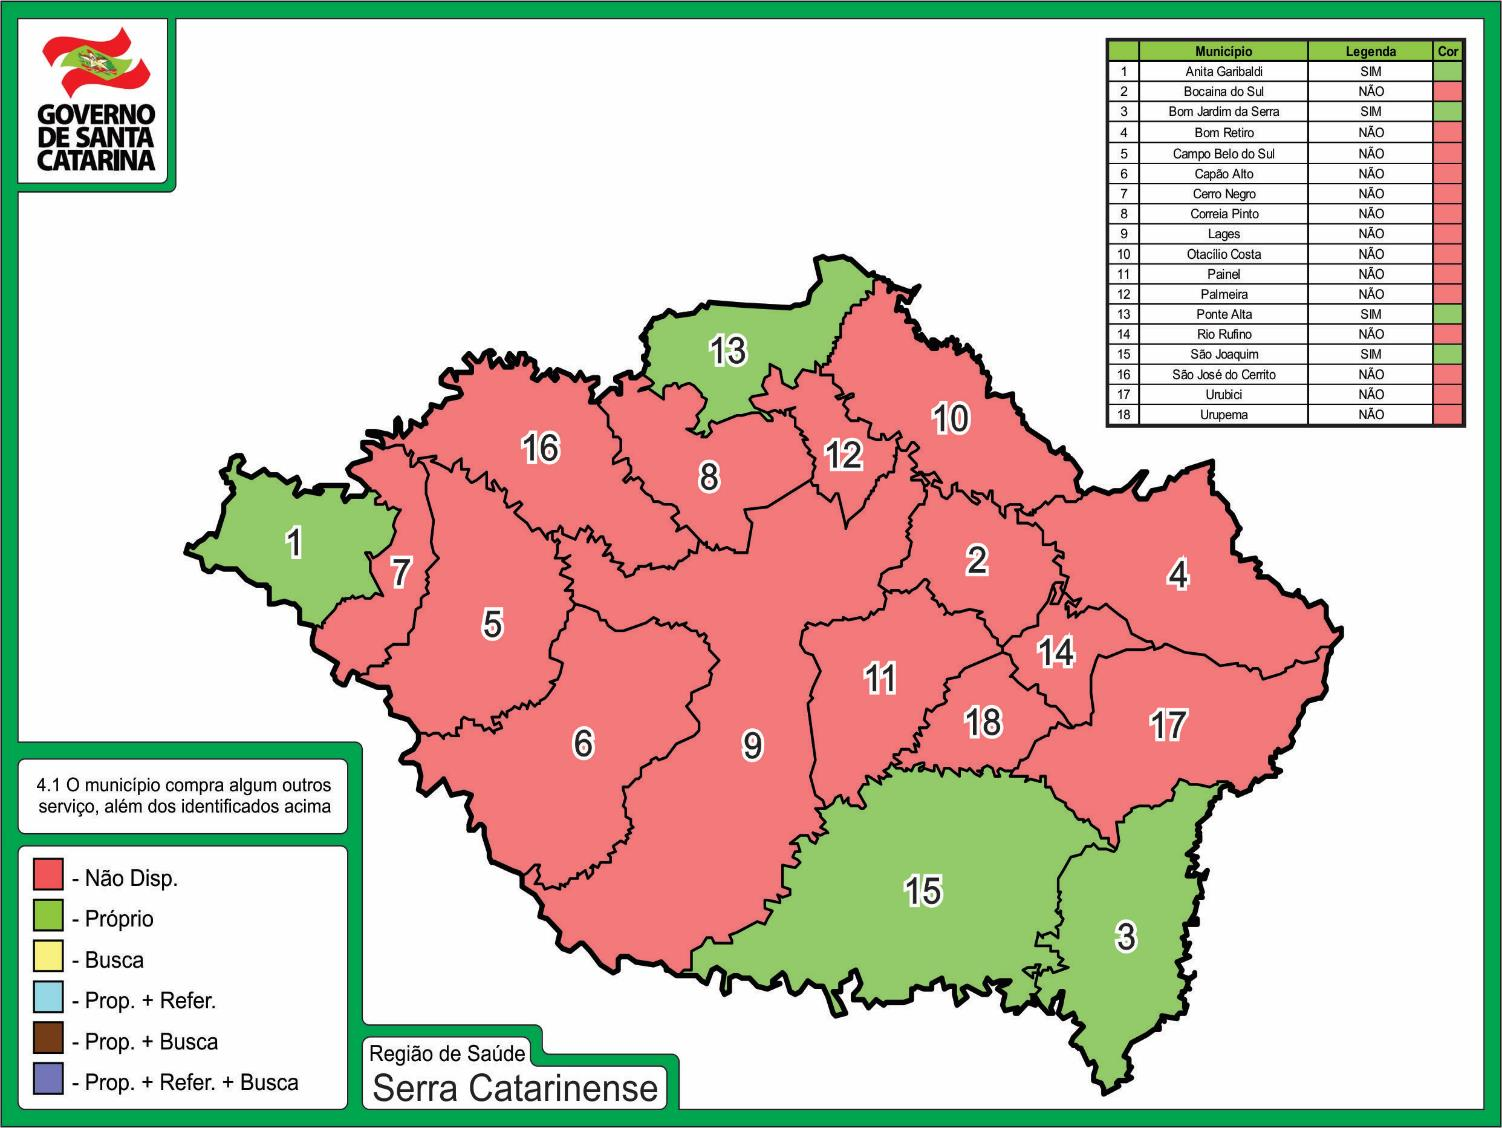 GOVERNO
DE SANTA
CATARINA
Município Legenda Cor
1 Anita Garibaldi SIM
2 Bocaina do Sul NÃO
3 Bom Jardim da Serra SIM
4 Bom Retiro NÃO
5 Campo Belo do Sul NÃO
6 Capão Alto NÃO
7 Cerro Negro NÃO
8 Correia Pinto NÃO
9 Lages NÃO
10 Otacílio Costa NÃO
11 Painel NÃO
12 Palmeira NÃO
13 Ponte Alta SIM
14 Rio Rufino NÃO
15 São Joaquim SIM
16 São José do Cerrito NÃO
17 Urubici NÃO
18 Urupema NÃO
13
10
16
12
8
1
2
7
4
5
14
11
18
17
6
9
15
3
4.1 O município compra algum outros
serviço, além dos identificados acima
- Não Disp.
- Próprio
- Busca
- Prop. + Refer.
- Prop. + Busca
- Prop. + Refer. + Busca
Região de Saúde
Serra Catarinense